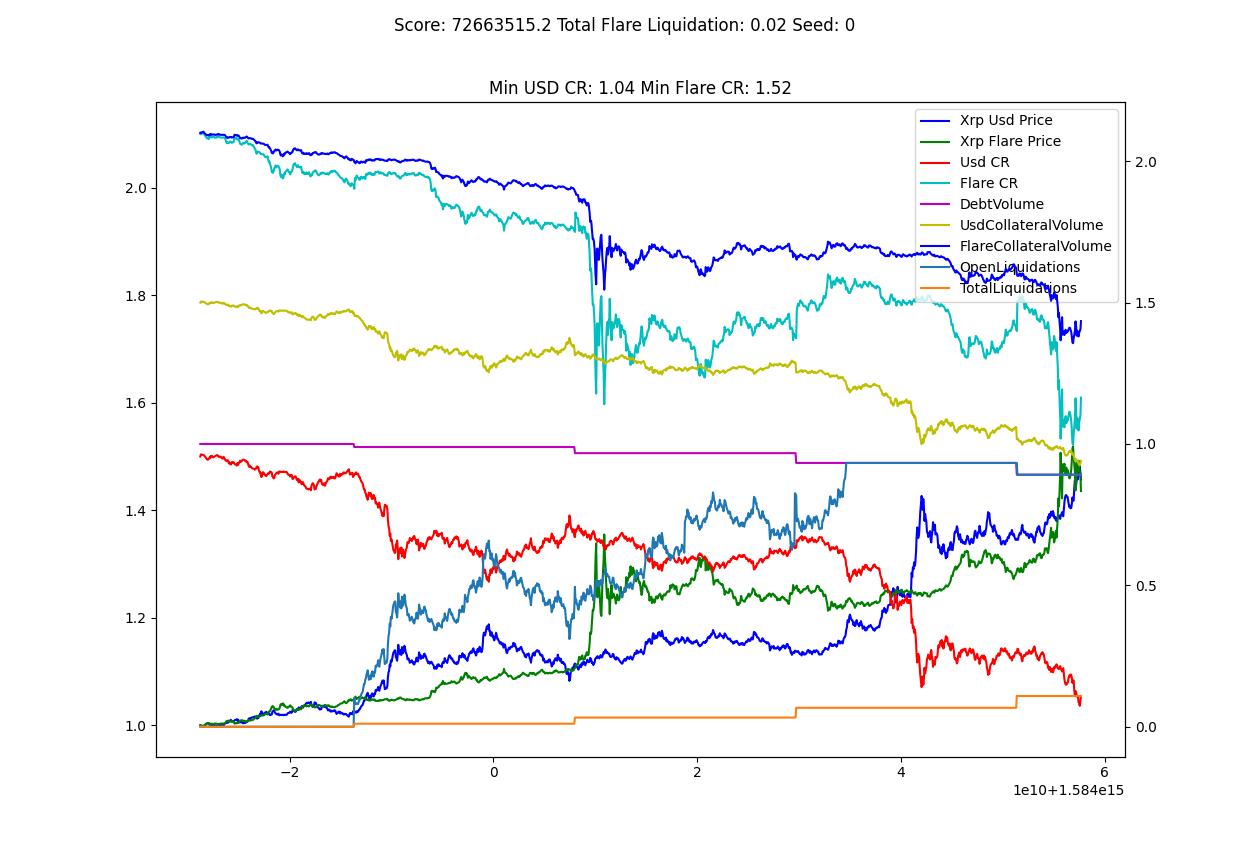 Score: 72663515.2 Total Flare Liquidation: 0.02 Seed: 0
Min USD CR: 1.04 Min Flare CR: 1.52
Xrp Usd Price
Xrp Flare Price
Usd CR
Flare CR
DebtVolume
UsdCollateralVolume
FlareCollateralVolume
OpenLiquidations
TotalLiquidations
2.0
1.8
1.6
1.4
1.2
1.0
2.0
1.5
1.0
0.5
0.0
−2
0
2
4
6
1e10+1.584e15